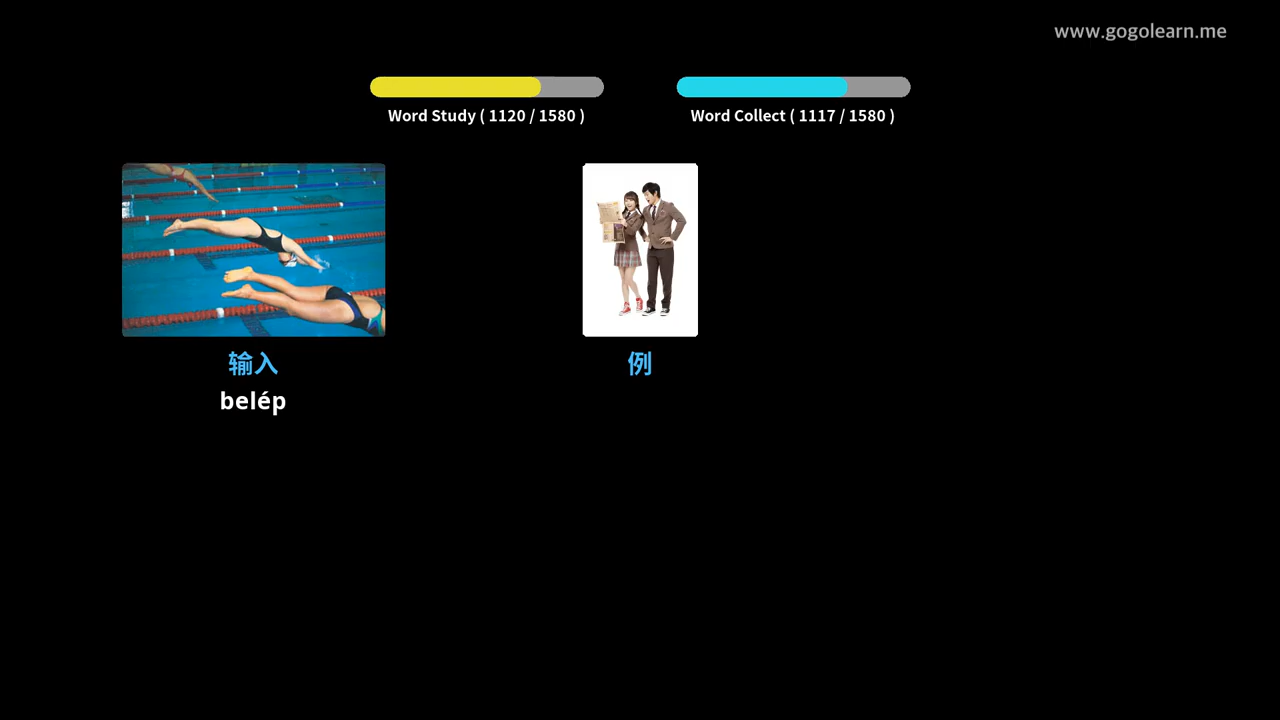 www.gogolearn.me
Word Study ( 1120 / 1580 )
Word Collect ( 1117 / 1580 )
输入
例
belép